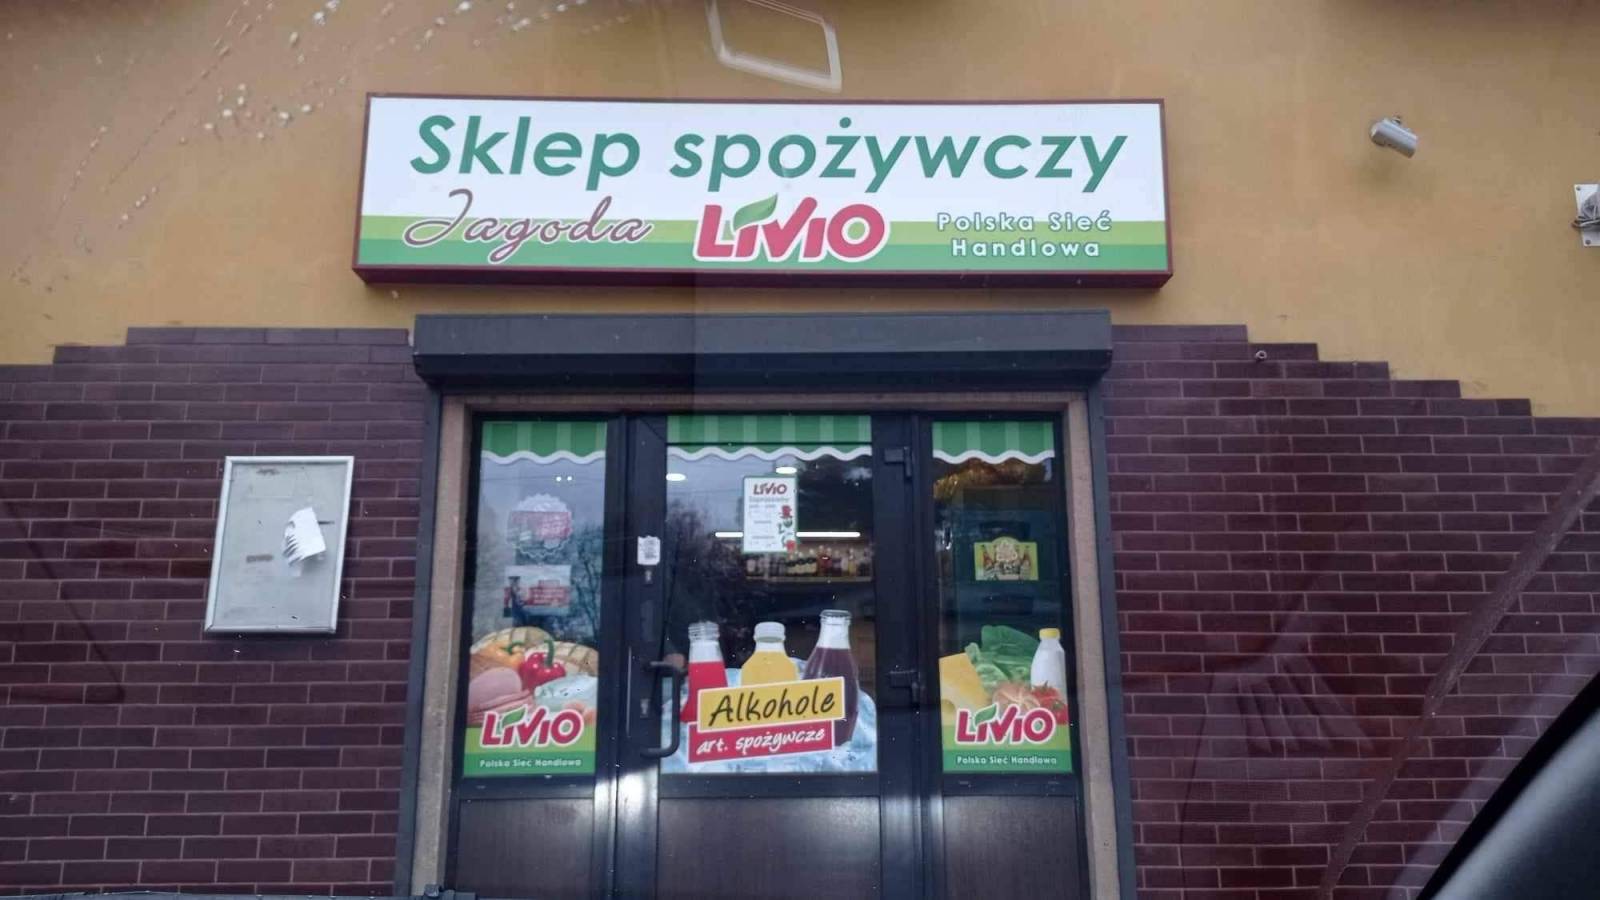 Sklep spożywczy
Jagoda LIVIO Polska Sieć
Handlowa
LIVIO
Zapraszamy
Alkohole
art. spożywcze
LIVIO
Polska Sieć Handlowa
LIVIO
Polska Sieć Handlowa